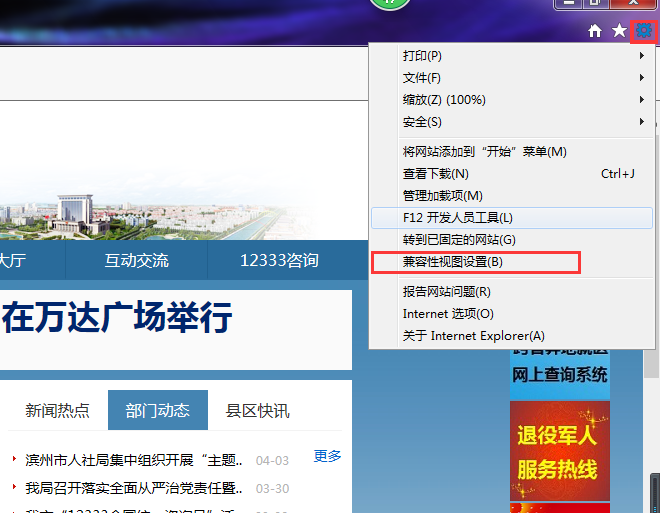 打印(P)
文件(F)
缩放(Z) (100%)
安全(S)
将网站添加到“开始”菜单(M)
查看下载(N) Ctrl+J
管理加载项(M)
F12 开发人员工具(L)
转到已固定的网站(G)
兼容性视图设置(B)
报告网站问题(R)
Internet 选项(O)
关于 Internet Explorer(A)
大厅 互动交流 12333咨询
在万达广场举行
新闻热点 部门动态 县区快讯
滨州市人社局集中组织开展“主题.. 04-03 更多
我局召开落实全面从严治党责任暨.. 03-30
网上查询系统
退役军人
服务热线